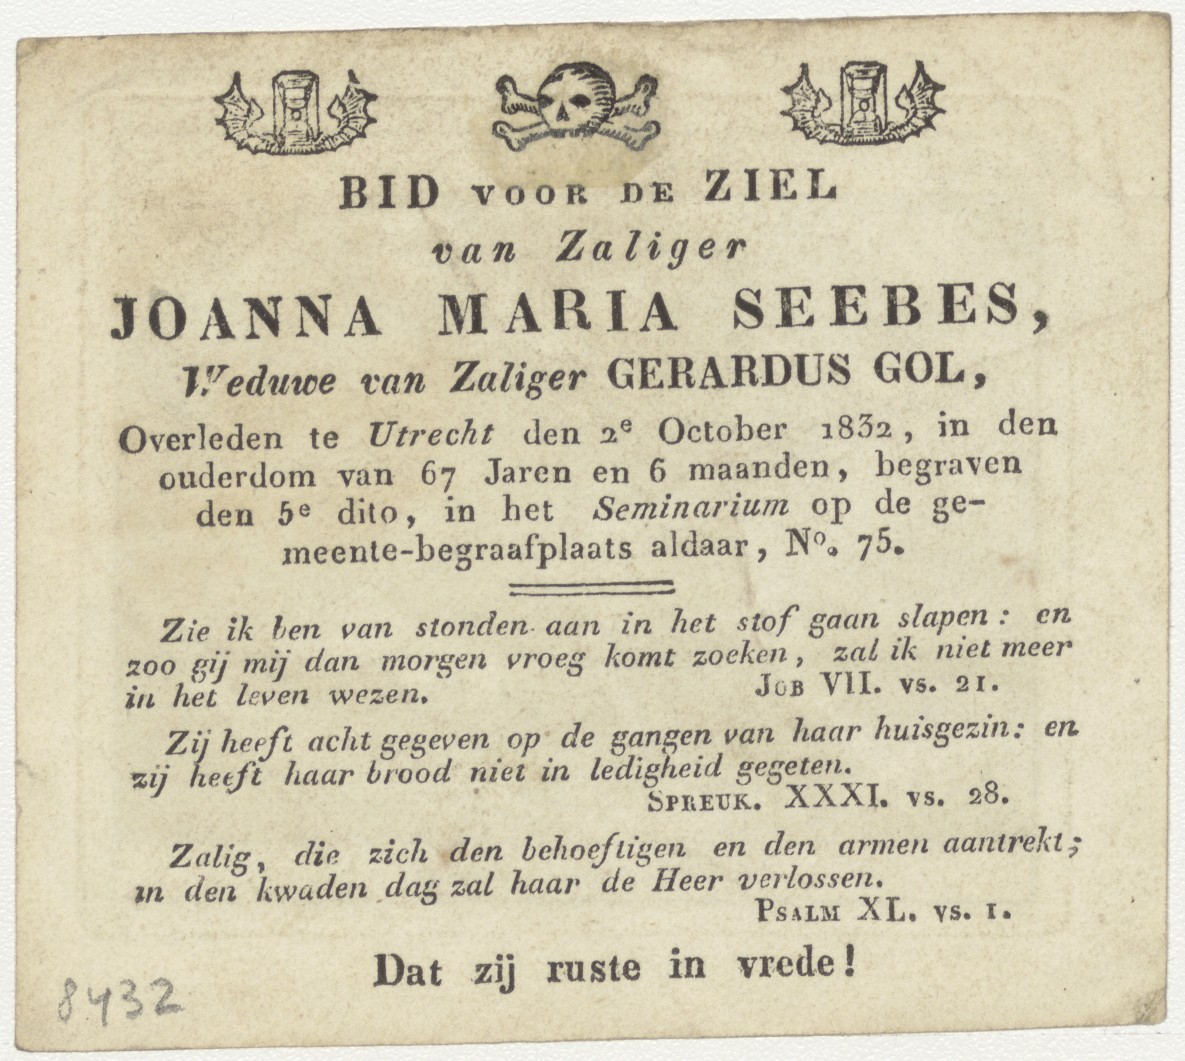 BID VOOR DE ZIEL
van Zaliger
JOANNA MARIA SEEBES,
Weduwe van Zaliger GERARDUS GOL,
Overleden te Utrecht den 2e October 1832, in den
ouderdom van 67 Jaren en 6 maanden, begraven
den 5e dito, in het Seminarium op de ge-
meente-begraafplaats aldaar, No. 75.
Zie ik ben van stonden aan in het stof gaan slapen: en
zoo gij mij dan morgen vroeg komt zoeken, zal ik niet meer
in het leven wezen. JOB VII. vs. 21.
Zij heeft acht gegeven op de gangen van haar huisgezin: en
zij heeft haar brood niet in ledigheid gegeten.
SPREUK. XXXI. vs. 28.
Zalig, die zich den behoeftigen en den armen aantrekt;
in den kwaden dag zal haar de Heer verlossen.
PSALM XL. vs. 1.
Dat zij ruste in vrede!
8432